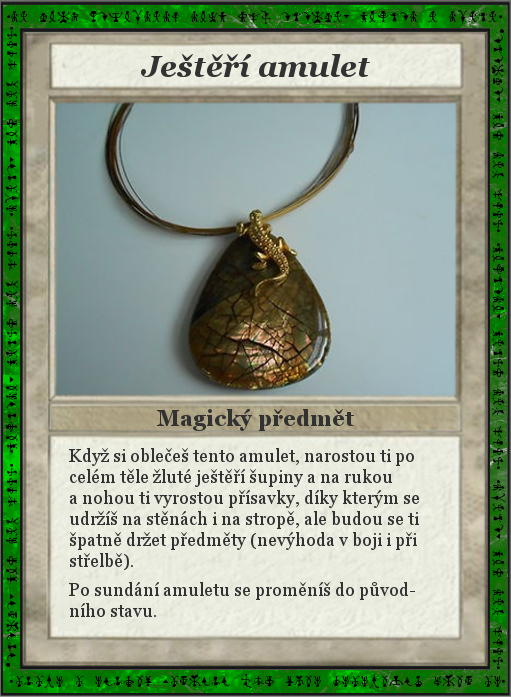 Ještěří amulet
Magický předmět
Když si oblečeš tento amulet, narostou ti po
celém těle žluté ještěří šupiny a na rukou
a nohou ti vyrostou přísavky, díky kterým se
udržíš na stěnách i na stropě, ale budou se ti
špatně držet předměty (nevýhoda v boji i při
střelbě).
Po sundání amuletu se proměníš do původ-
ního stavu.